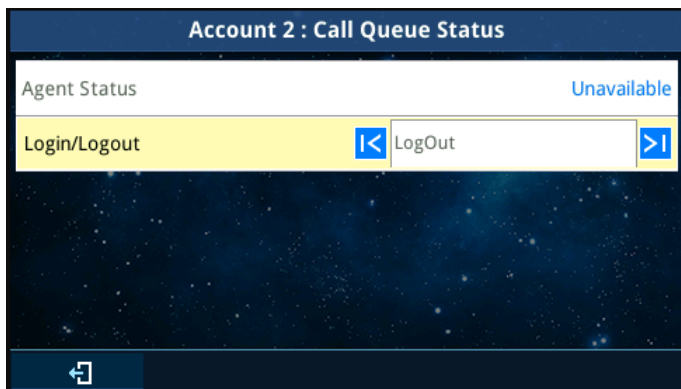 Account 2 : Call Queue Status
Agent Status Unavailable
Login/Logout LogOut